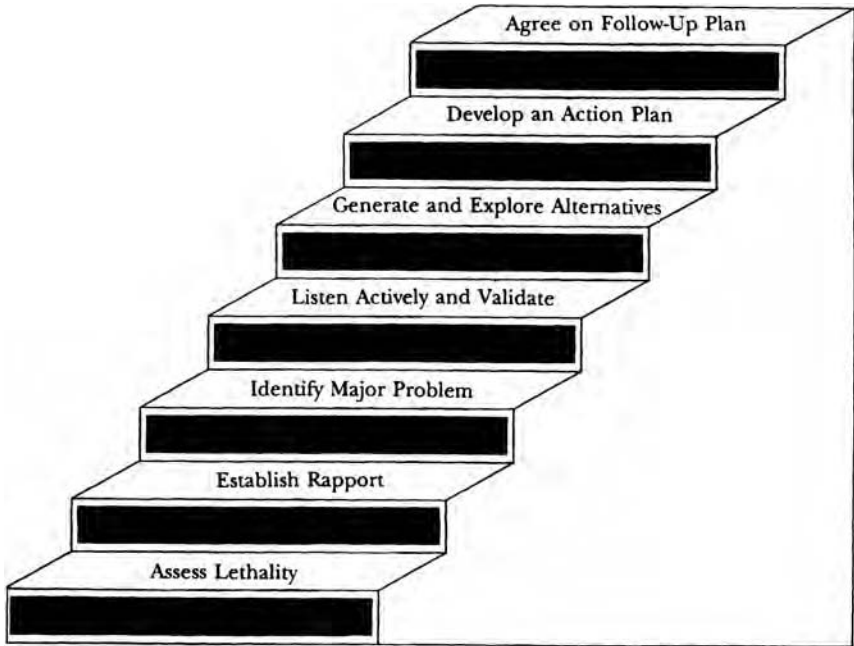 Agree on Follow-Up Plan
Develop an Action Plan
Generate and Explore Alternatives
Listen Actively and Validate
Identify Major Problem
Establish Rapport
Assess Lethality